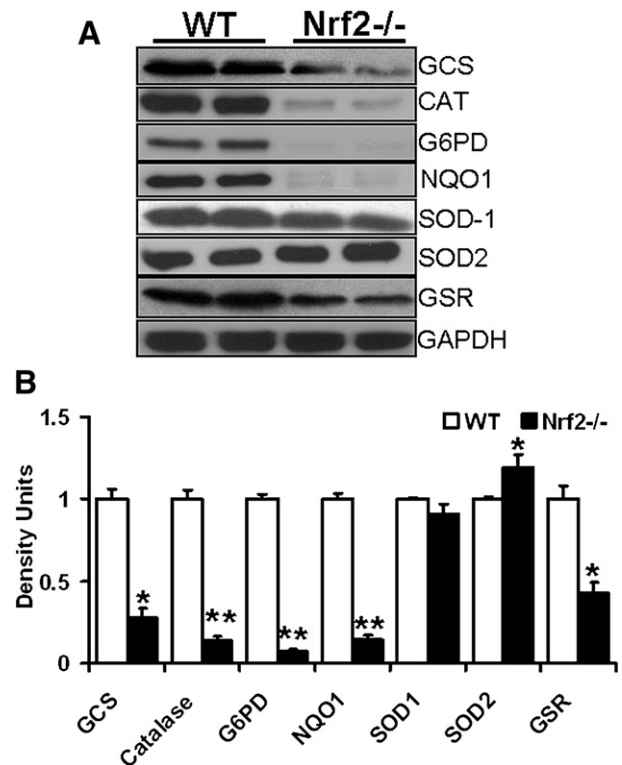 A
WT Nrf2-/-
GCS
CAT
G6PD
NQO1
SOD-1
SOD2
GSR
GAPDH
B
WT Nrf2-/-
Density Units
1.5
1
0.5
0
*
**
**
**
*
*
GCS Catalase G6PD NQO1 SOD1 SOD2 GSR